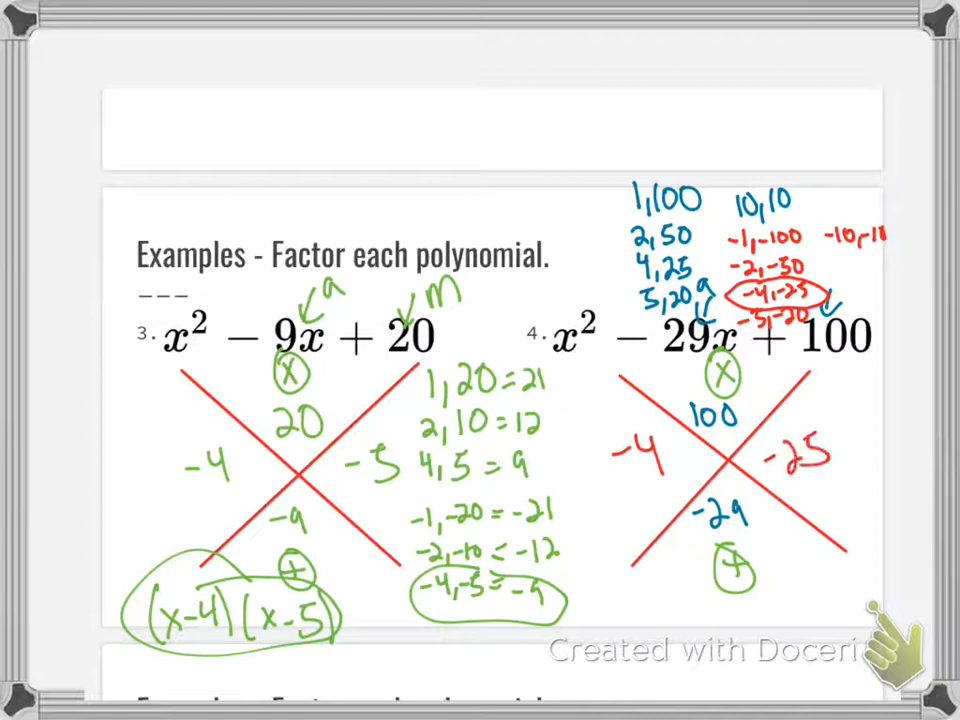 Examples - Factor each polynomial.
3. x² − 9x + 20
a
m
x
20
-4
-5
-9
+
1, 20 = 21
2, 10 = 12
4, 5 = 9
-1, -20 = -21
-2, -10 = -12
-4, -5 = -9
(x-4)(x-5)
1, 100
2, 50
4, 25
5, 20
10, 10
-1, -100
-2, -50
-4, -25
-5, -20
-10, -10
a
4. x² − 29x + 100
x
100
-4
-25
-29
+
Created with Doceri